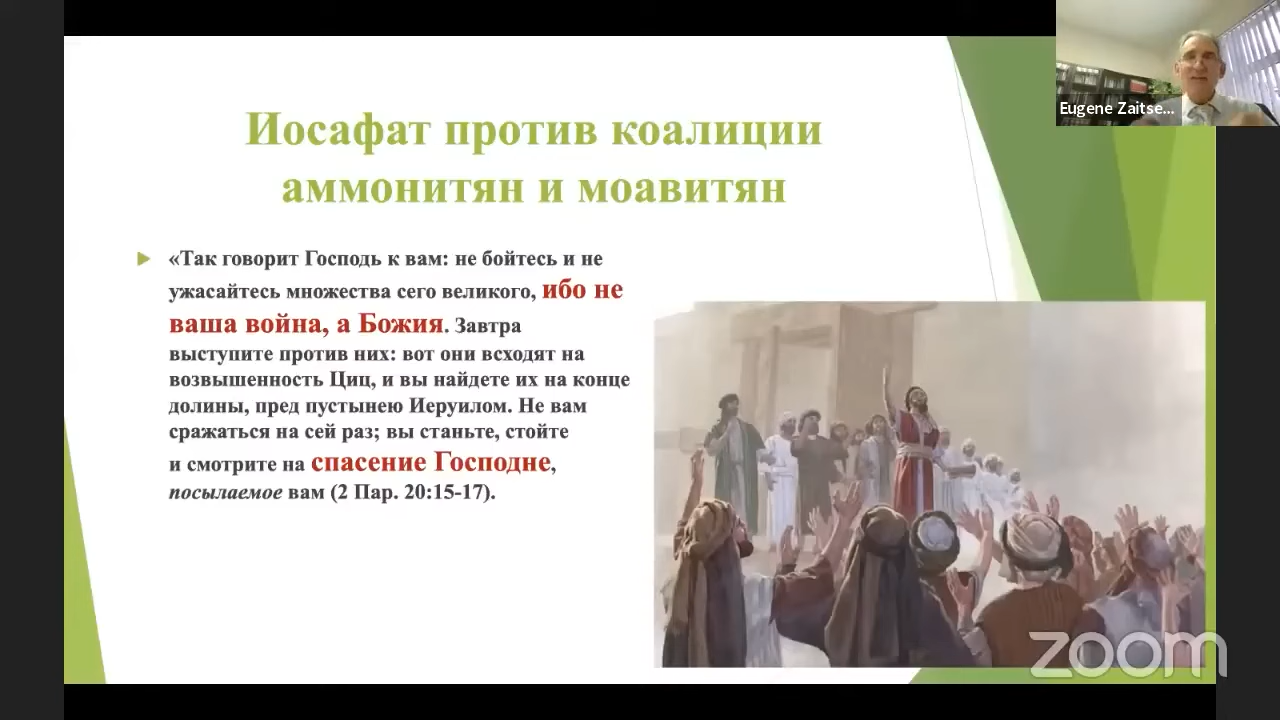 Иосафат против коалиции
аммонитян и моавитян
«Так говорит Господь к вам: не бойтесь и не
ужасайтесь множества сего великого, ибо не
ваша война, а Божия. Завтра
выступите против них: вот они всходят на
возвышенность Циц, и вы найдете их на конце
долины, пред пустынею Иеруилом. Не вам
сражаться на сей раз; вы станьте, стойте
и смотрите на спасение Господне,
посылаемое вам (2 Пар. 20:15-17).
Eugene Zaitse...
zoom